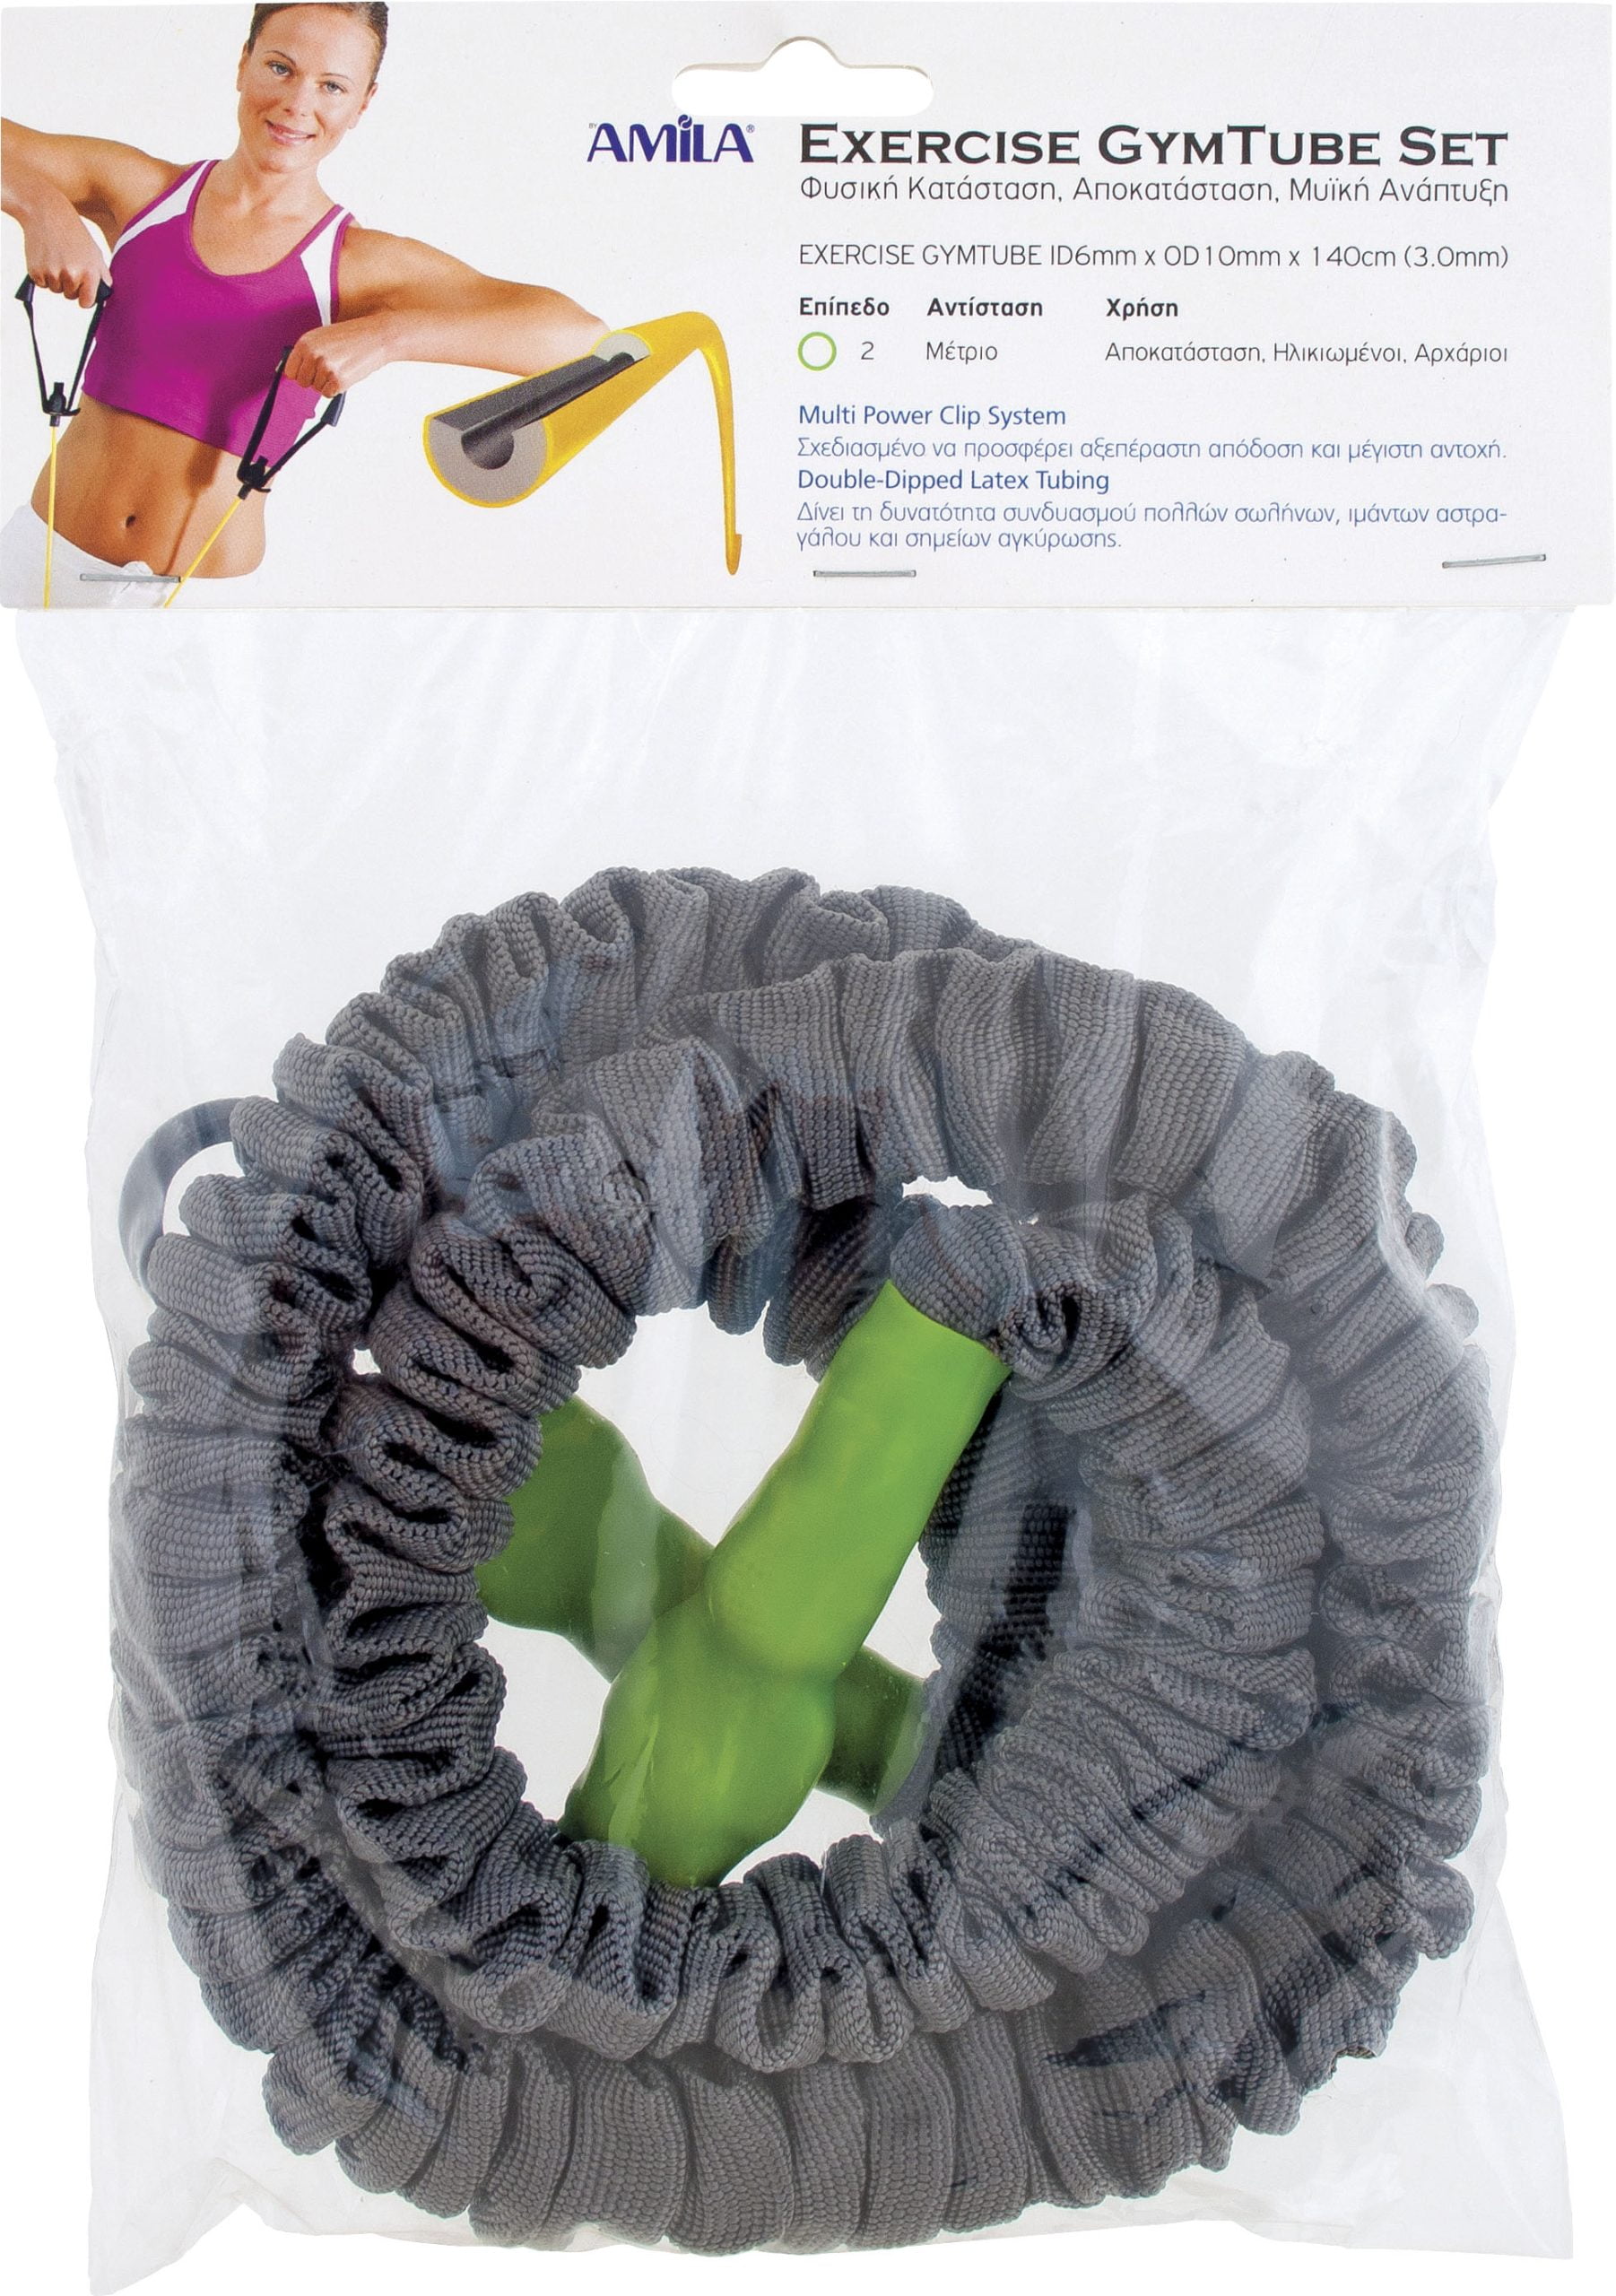 BY AMiLA®
EXERCISE GYMTUBE SET
Φυσική Κατάσταση, Αποκατάσταση, Μυϊκή Ανάπτυξη
EXERCISE GYMTUBE ID6mm x OD10mm x 140cm (3.0mm)
Επίπεδο Αντίσταση Χρήση
2 Μέτριο Αποκατάσταση, Ηλικιωμένοι, Αρχάριοι
Multi Power Clip System
Σχεδιασμένο να προσφέρει αξεπέραστη απόδοση και μέγιστη αντοχή.
Double-Dipped Latex Tubing
Δίνει τη δυνατότητα συνδυασμού πολλών σωλήνων, ιμάντων αστρα-
γάλου και σημείων αγκύρωσης.